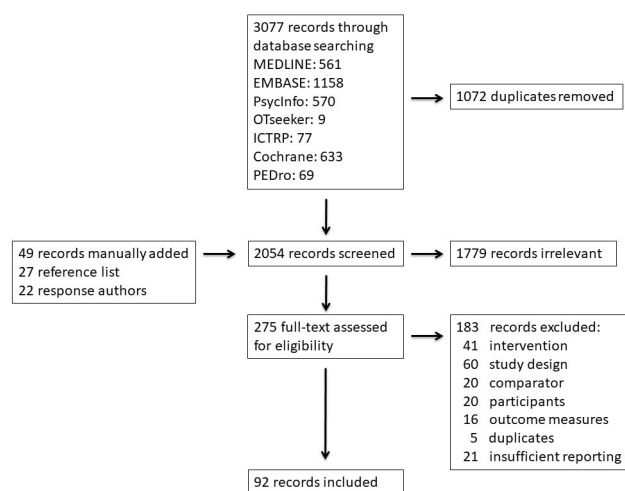 3077 records through
database searching
MEDLINE: 561
EMBASE: 1158
PsycInfo: 570
OTseeker: 9
ICTRP: 77
Cochrane: 633
PEDro: 69
1072 duplicates removed
49 records manually added
27 reference list
22 response authors
2054 records screened
1779 records irrelevant
275 full-text assessed
for eligibility
183 records excluded:
41 intervention
60 study design
20 comparator
20 participants
16 outcome measures
5 duplicates
21 insufficient reporting
92 records included